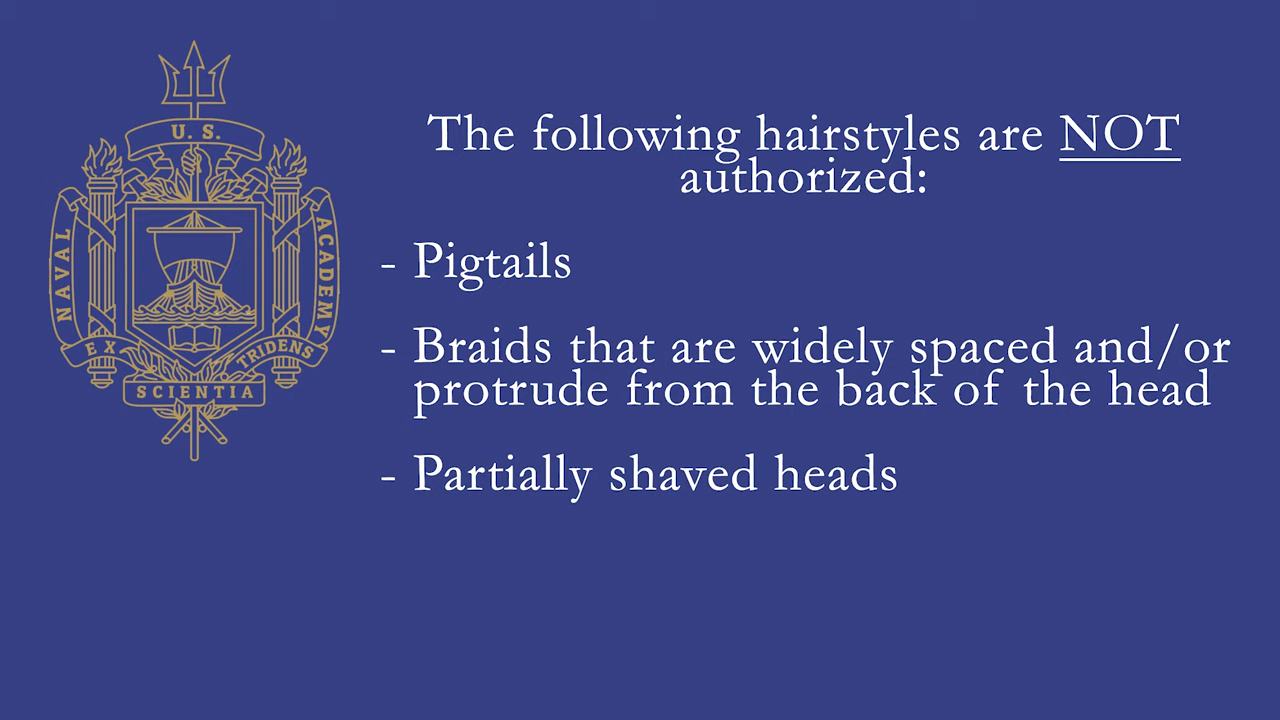 U. S.
NAVAL
ACADEMY
EX
TRIDENS
SCIENTIA
The following hairstyles are NOT
authorized:
- Pigtails
- Braids that are widely spaced and/or
protrude from the back of the head
- Partially shaved heads